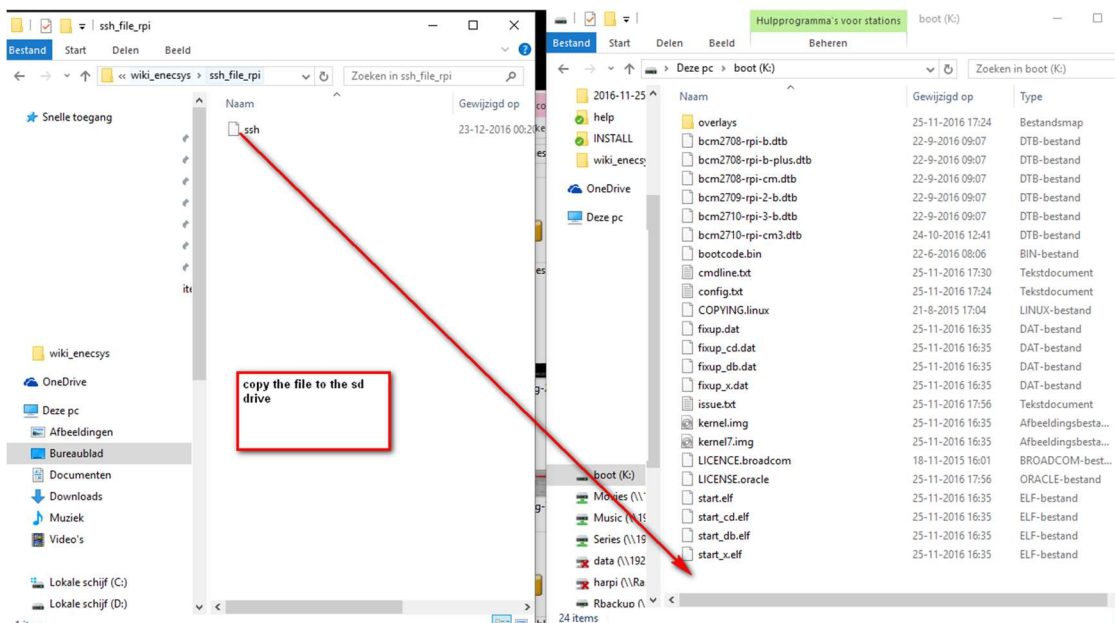 ssh_file_rpi
Bestand Start Delen Beeld
« wiki_enecsys › ssh_file_rpi
Zoeken in ssh_file_rpi
Snelle toegang
wiki_enecsys
OneDrive
Deze pc
Afbeeldingen
Bureaublad
Documenten
Downloads
Muziek
Video's
Lokale schijf (C:)
Lokale schijf (D:)
Naam Gewijzigd op
ssh 23-12-2016 00:2
copy the file to the sd
drive
Hulpprogramma's voor stations boot (K:)
Bestand Start Delen Beeld Beheren
› Deze pc › boot (K:)
Zoeken in boot (K:)
2016-11-25
help
INSTALL
wiki_enecsy
OneDrive
Deze pc
boot (K:)
Movies (\\1
Music (\\19
Series (\\19
data (\\192
harpi (\\Ra
Rbackup (\
Naam Gewijzigd op Type
overlays 25-11-2016 17:24 Bestandsmap
bcm2708-rpi-b.dtb 22-9-2016 09:07 DTB-bestand
bcm2708-rpi-b-plus.dtb 22-9-2016 09:07 DTB-bestand
bcm2708-rpi-cm.dtb 22-9-2016 09:07 DTB-bestand
bcm2709-rpi-2-b.dtb 22-9-2016 09:07 DTB-bestand
bcm2710-rpi-3-b.dtb 22-9-2016 09:07 DTB-bestand
bcm2710-rpi-cm3.dtb 24-10-2016 12:41 DTB-bestand
bootcode.bin 22-6-2016 08:06 BIN-bestand
cmdline.txt 25-11-2016 17:30 Tekstdocument
config.txt 25-11-2016 17:24 Tekstdocument
COPYING.linux 21-8-2015 17:04 LINUX-bestand
fixup.dat 25-11-2016 16:35 DAT-bestand
fixup_cd.dat 25-11-2016 16:35 DAT-bestand
fixup_db.dat 25-11-2016 16:35 DAT-bestand
fixup_x.dat 25-11-2016 16:35 DAT-bestand
issue.txt 25-11-2016 17:56 Tekstdocument
kernel.img 25-11-2016 16:35 Afbeeldingsbesta...
kernel7.img 25-11-2016 16:35 Afbeeldingsbesta...
LICENCE.broadcom 18-11-2015 16:01 BROADCOM-best...
LICENSE.oracle 25-11-2016 17:56 ORACLE-bestand
start.elf 25-11-2016 16:35 ELF-bestand
start_cd.elf 25-11-2016 16:35 ELF-bestand
start_db.elf 25-11-2016 16:35 ELF-bestand
start_x.elf 25-11-2016 16:35 ELF-bestand
24 items